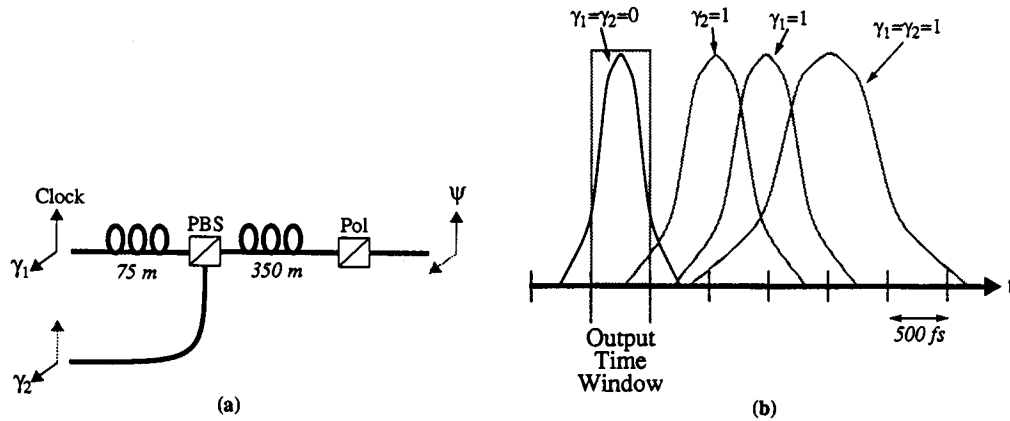 Clock
γ₁
75 m
PBS
350 m
Pol
Ψ
γ₂
(a)
γ₁=γ₂=0
γ₂=1
γ₁=1
γ₁=γ₂=1
t
500 fs
Output
Time
Window
(b)